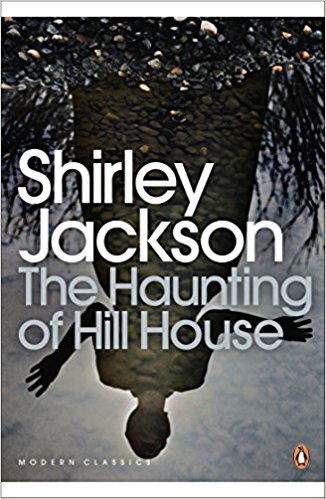 Shirley
Jackson
The Haunting
of Hill House
MODERN CLASSICS